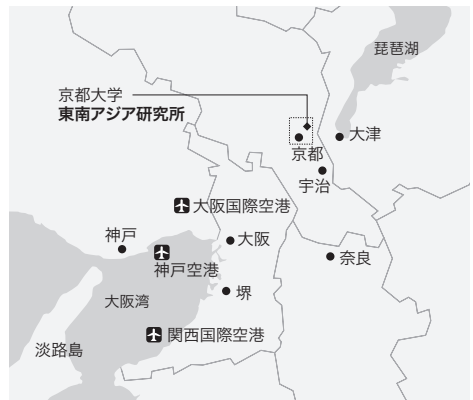 琵琶湖
京都大学
東南アジア研究所
大津
京都
宇治
大阪国際空港
神戸
大阪
神戸空港
奈良
大阪湾
堺
関西国際空港
淡路島